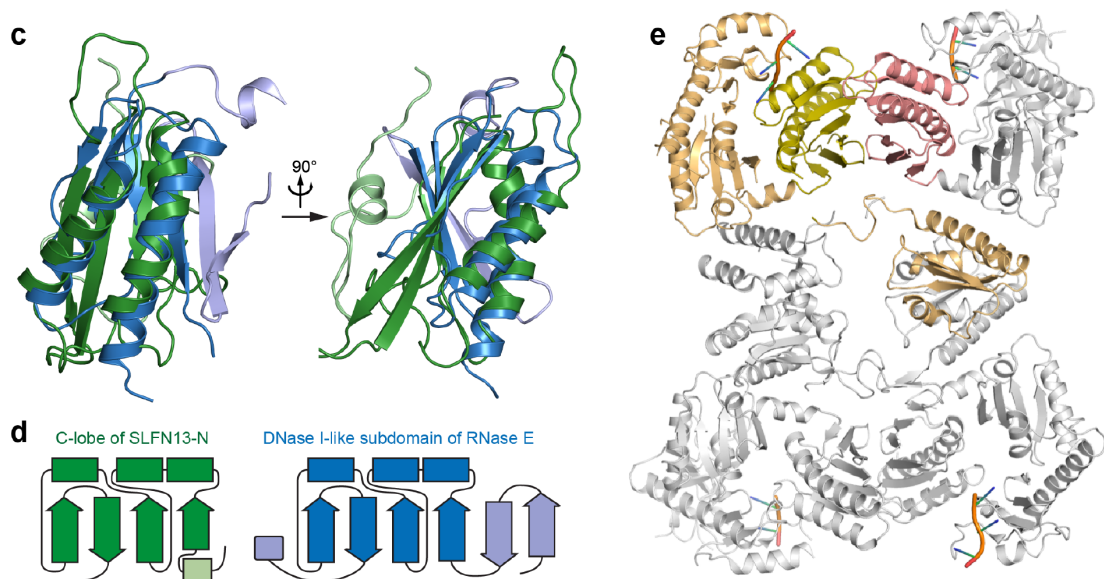 c
90°
d
C-lobe of SLFN13-N
DNase I-like subdomain of RNase E
e